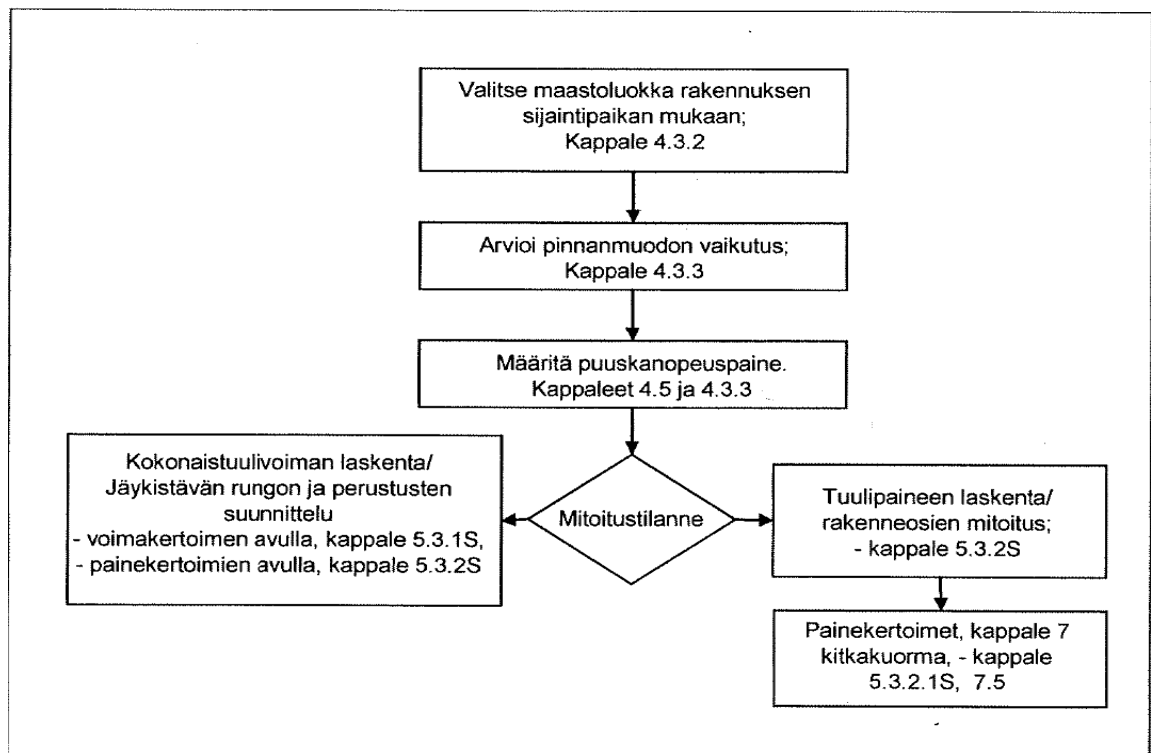 Valitse maastoluokka rakennuksen
sijaintipaikan mukaan;
Kappale 4.3.2
Arvioi pinnanmuodon vaikutus;
Kappale 4.3.3
Määritä puuskanopeuspaine.
Kappaleet 4.5 ja 4.3.3
Kokonaistuulivoiman laskenta/
Jäykistävän rungon ja perustusten
suunnittelu
- voimakertoimen avulla, kappale 5.3.1S,
- painekertoimien avulla, kappale 5.3.2S
Mitoitustilanne
Tuulipaineen laskenta/
rakenneosien mitoitus;
- kappale 5.3.2S
Painekertoimet, kappale 7
kitkakuorma, - kappale
5.3.2.1S, 7.5